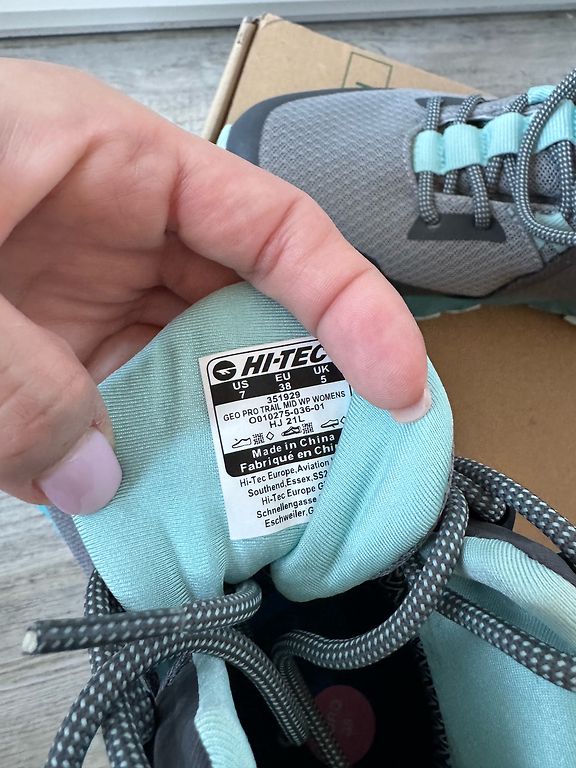 HI-TEC
US EU UK
7 38 5
351929
GEO PRO TRAIL MID WP WOMENS
O010275-036-01
HJ 21L
Made in China
Fabriqué en Chi
Hi-Tec Europe,Aviation
Southend,Essex.SS2
Hi-Tec Europe G
Schnellengasse
Eschweiler,G